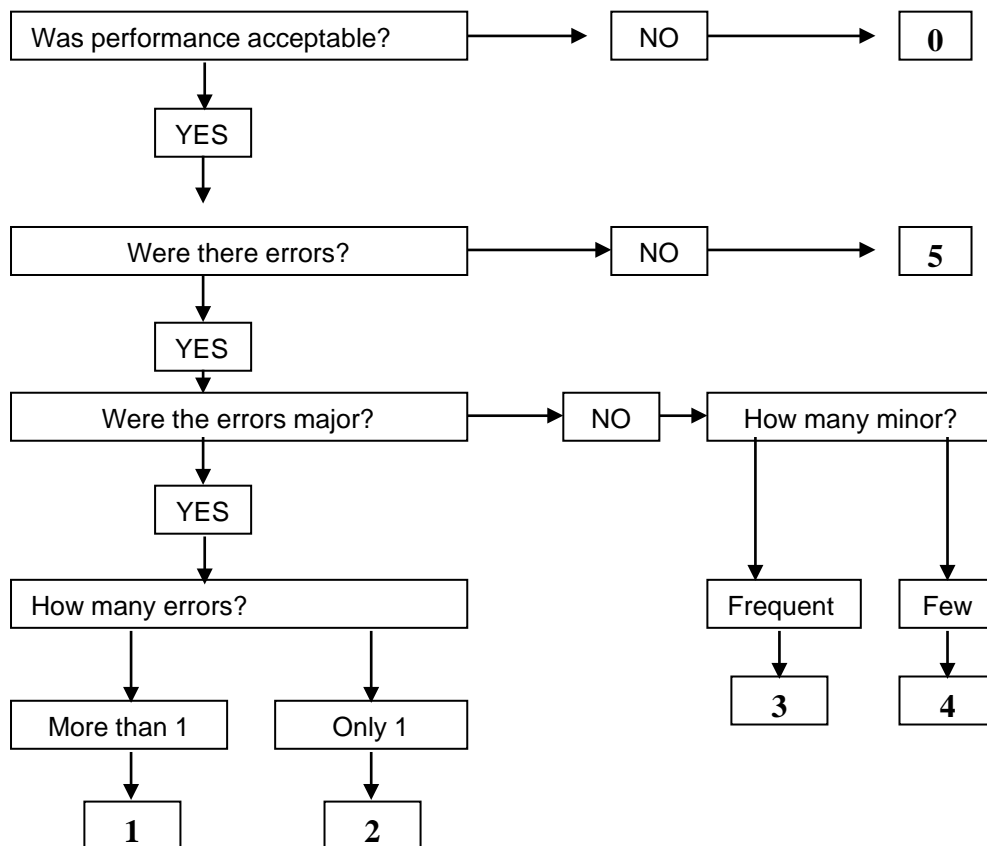 Was performance acceptable?
NO
0
YES
Were there errors?
NO
5
YES
Were the errors major?
NO
How many minor?
YES
How many errors?
Frequent
Few
3
4
More than 1
Only 1
1
2